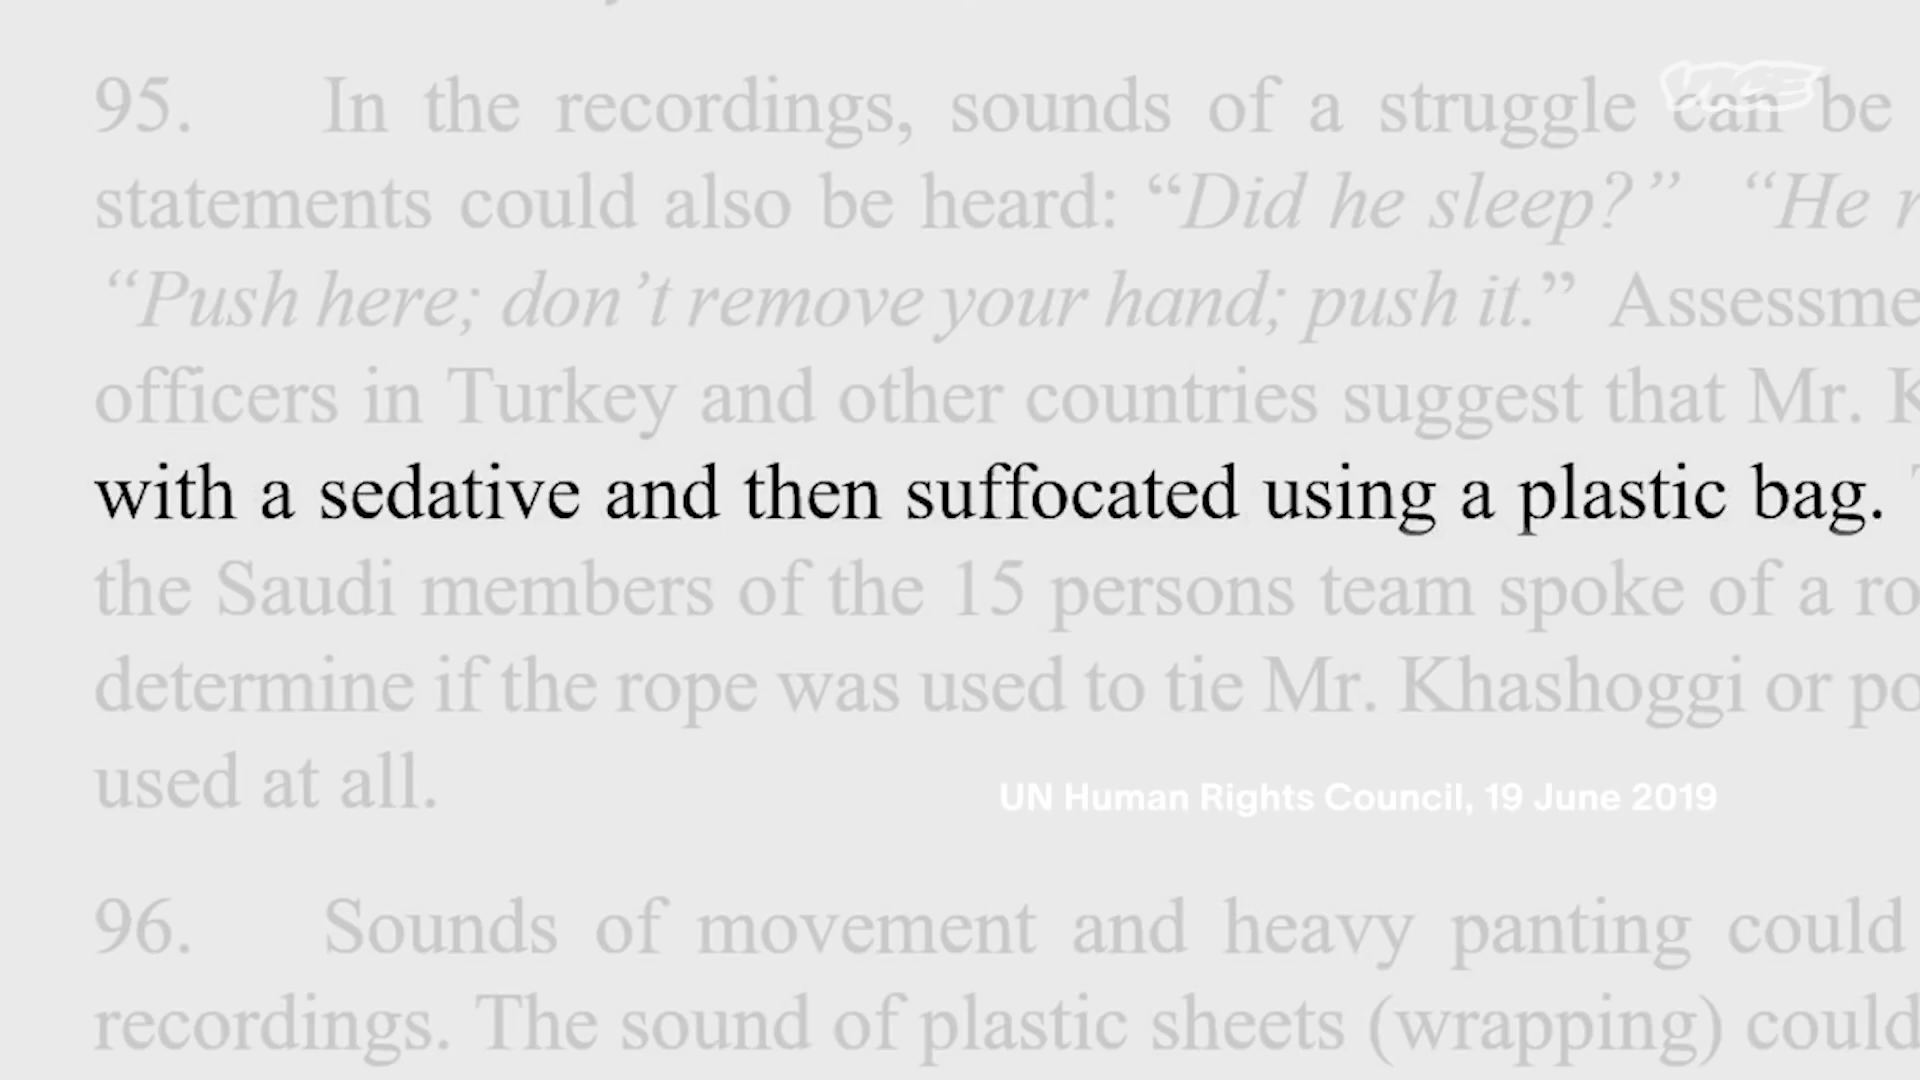 95. In the recordings, sounds of a struggle can be
statements could also be heard: “Did he sleep?” “He
“Push here; don’t remove your hand; push it.” Assessme
officers in Turkey and other countries suggest that Mr. K
with a sedative and then suffocated using a plastic bag.
the Saudi members of the 15 persons team spoke of a ro
determine if the rope was used to tie Mr. Khashoggi or po
used at all.
96. Sounds of movement and heavy panting could
recordings. The sound of plastic sheets (wrapping) could
VICE
UN Human Rights Council, 19 June 2019